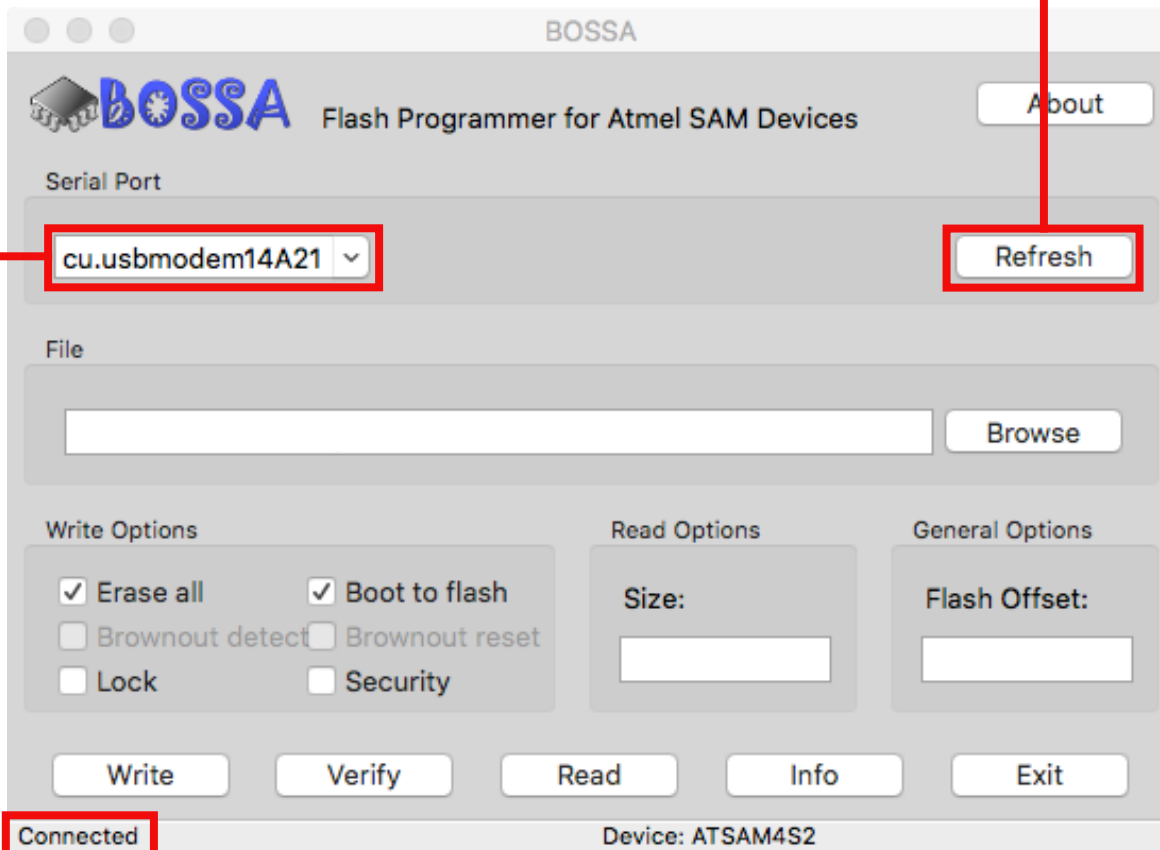 BOSSA
BOSSA
Flash Programmer for Atmel SAM Devices
About
Serial Port
cu.usbmodem14A21
Refresh
File
Browse
Write Options
Read Options
General Options
Erase all
Boot to flash
Size:
Flash Offset:
Brownout detect
Brownout reset
Lock
Security
Write
Verify
Read
Info
Exit
Connected
Device: ATSAM4S2